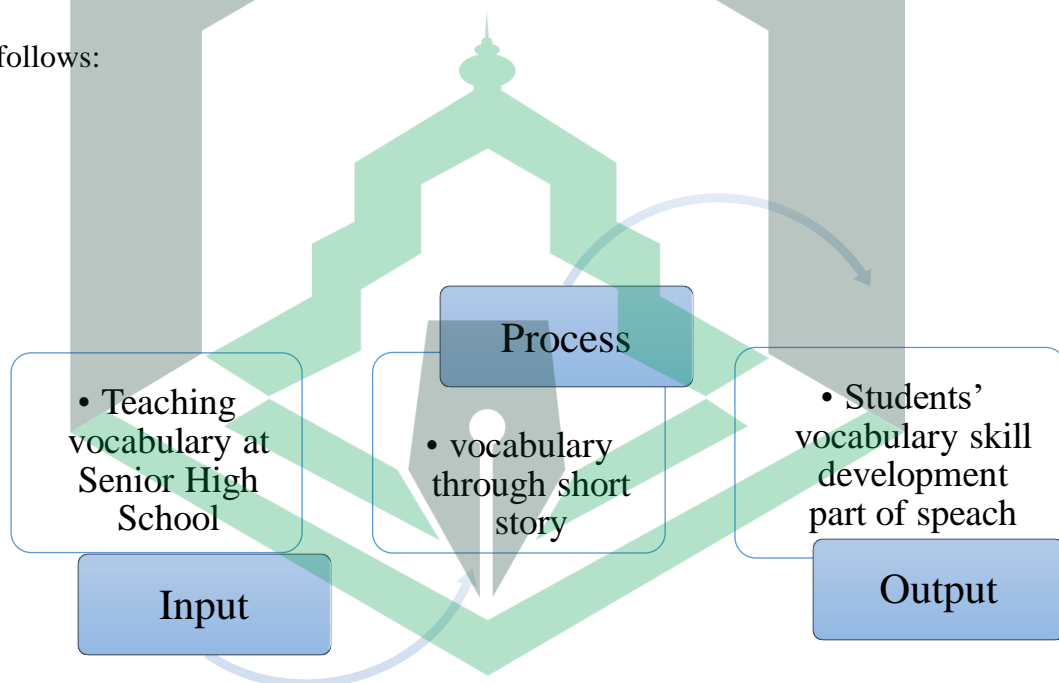 follows:
• Teaching
vocabulary at
Senior High
School
Input
Process
• vocabulary
through short
story
• Students’
vocabulary skill
development
part of speach
Output